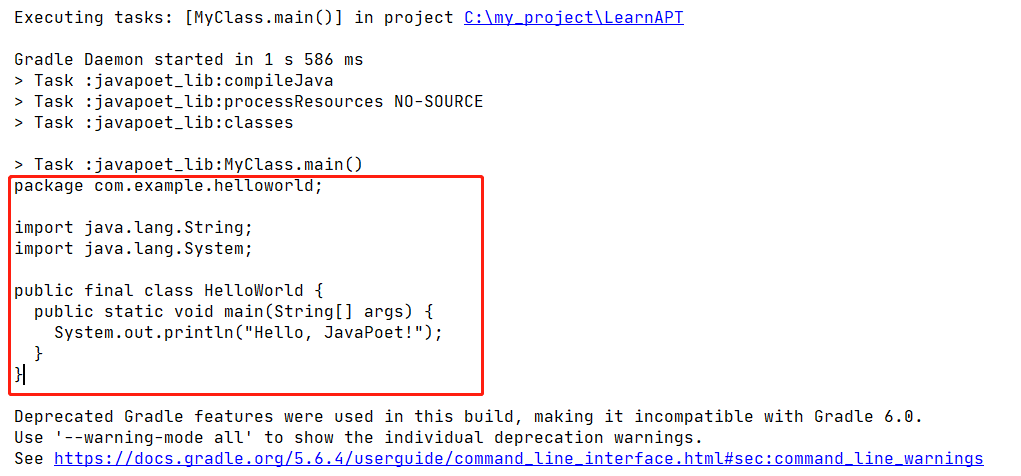 Executing tasks: [MyClass.main()] in project C:\my_project\LearnAPT
Gradle Daemon started in 1 s 586 ms
> Task :javapoet_lib:compileJava
> Task :javapoet_lib:processResources NO-SOURCE
> Task :javapoet_lib:classes
> Task :javapoet_lib:MyClass.main()
package com.example.helloworld;
import java.lang.String;
import java.lang.System;
public final class HelloWorld {
  public static void main(String[] args) {
    System.out.println("Hello, JavaPoet!");
  }
}
Deprecated Gradle features were used in this build, making it incompatible with Gradle 6.0.
Use '--warning-mode all' to show the individual deprecation warnings.
See https://docs.gradle.org/5.6.4/userguide/command_line_interface.html#sec:command_line_warnings